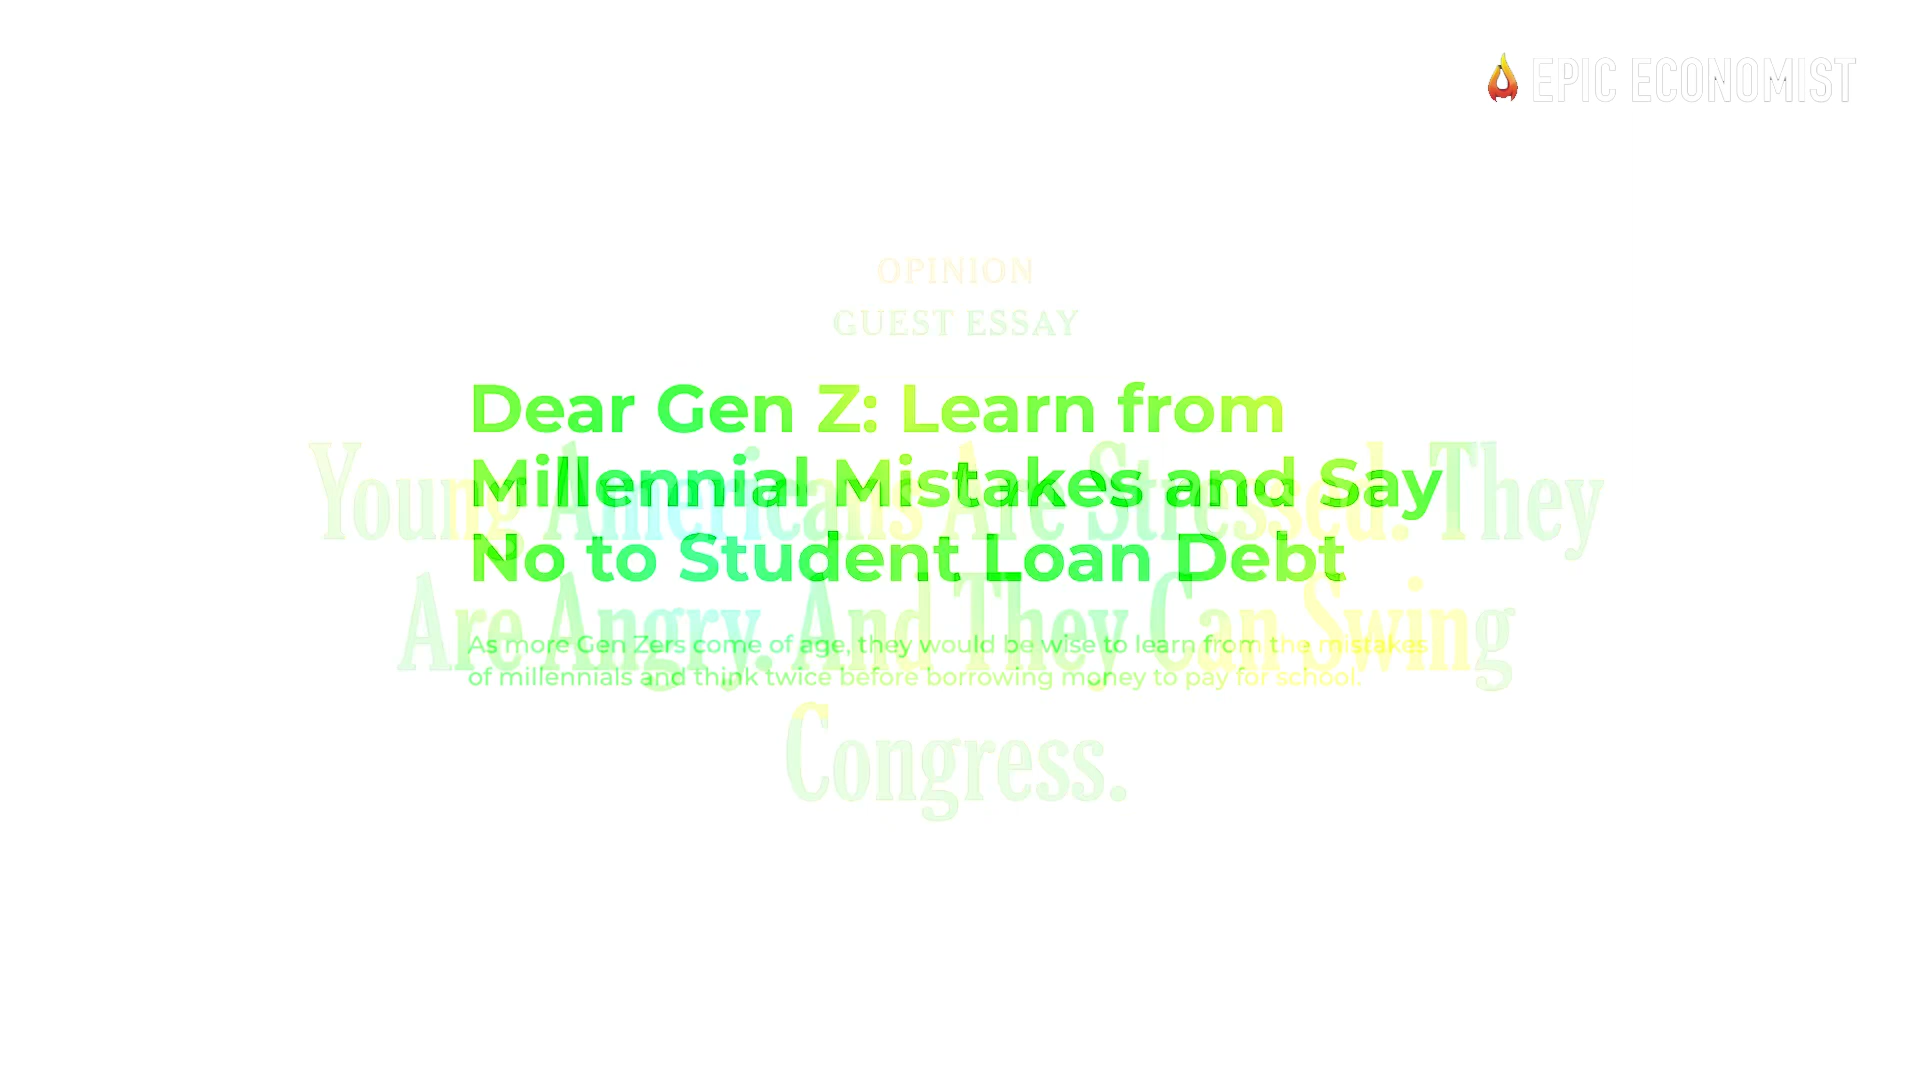 EPIC ECONOMIST
OPINION
GUEST ESSAY
Dear Gen Z: Learn from
Millennial Mistakes and Say
No to Student Loan Debt
As more Gen Zers come of age, they would be wise to learn from the mistakes
of millennials and think twice before borrowing money to pay for school.
Young Americans Are Stressed. They
Are Angry. And They Can Swing
Congress.